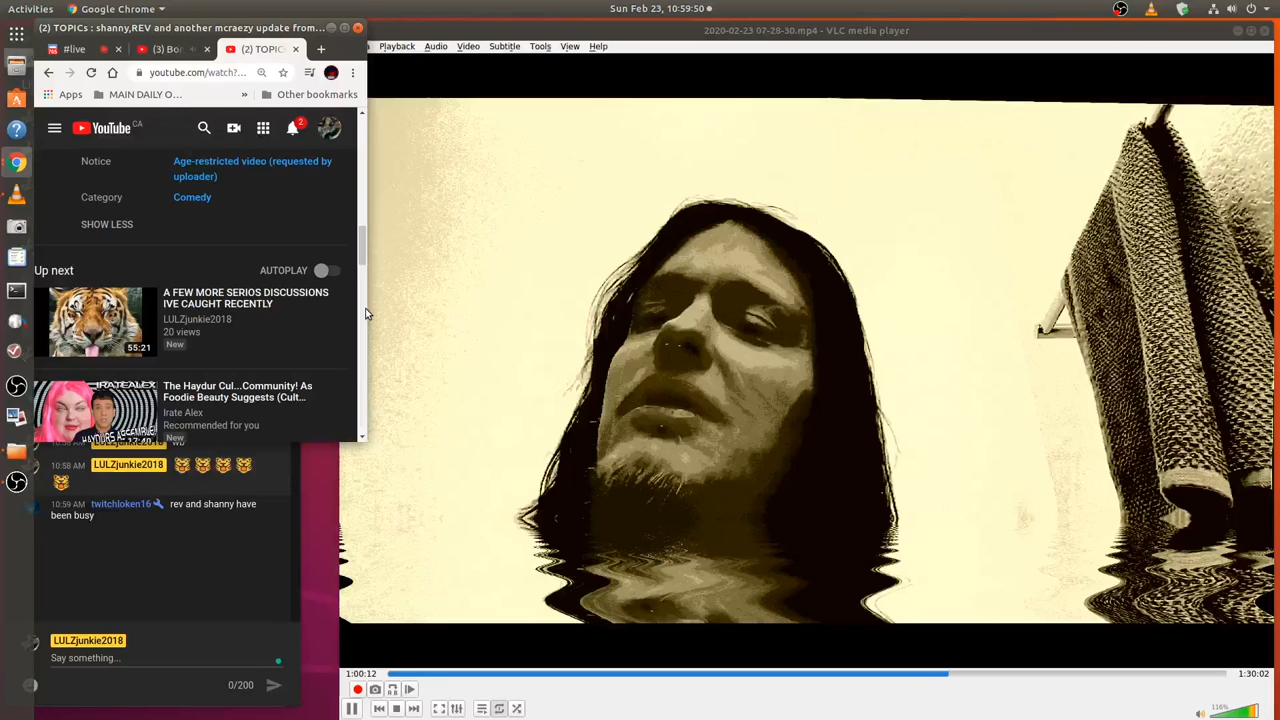 Activities
Google Chrome
Sun Feb 23, 10:59:50
(2) TOPICS : shanny,REV and another mcraezy update from...
2020-02-23 07-28-30.mp4 - VLC media player
#live
(3) Bor
(2) TOPIC
Playback Audio Video Subtitle Tools View Help
youtube.com/watch?...
Apps
MAIN DAILY O...
»
Other bookmarks
YouTube CA
2
Notice
Age-restricted video (requested by
uploader)
Category
Comedy
SHOW LESS
Up next
AUTOPLAY
A FEW MORE SERIOS DISCUSSIONS
IVE CAUGHT RECENTLY
LULZjunkie2018
20 views
New
55:21
The Haydur Cul...Community! As
Foodie Beauty Suggests (Cult...
Irate Alex
Recommended for you
New
IRATE ALEX
10:58 AM LULZjunkie2018
10:59 AM twitchloken16 rev and shanny have
been busy
LULZjunkie2018
Say something...
0/200
1:00:12
1:30:02
116%